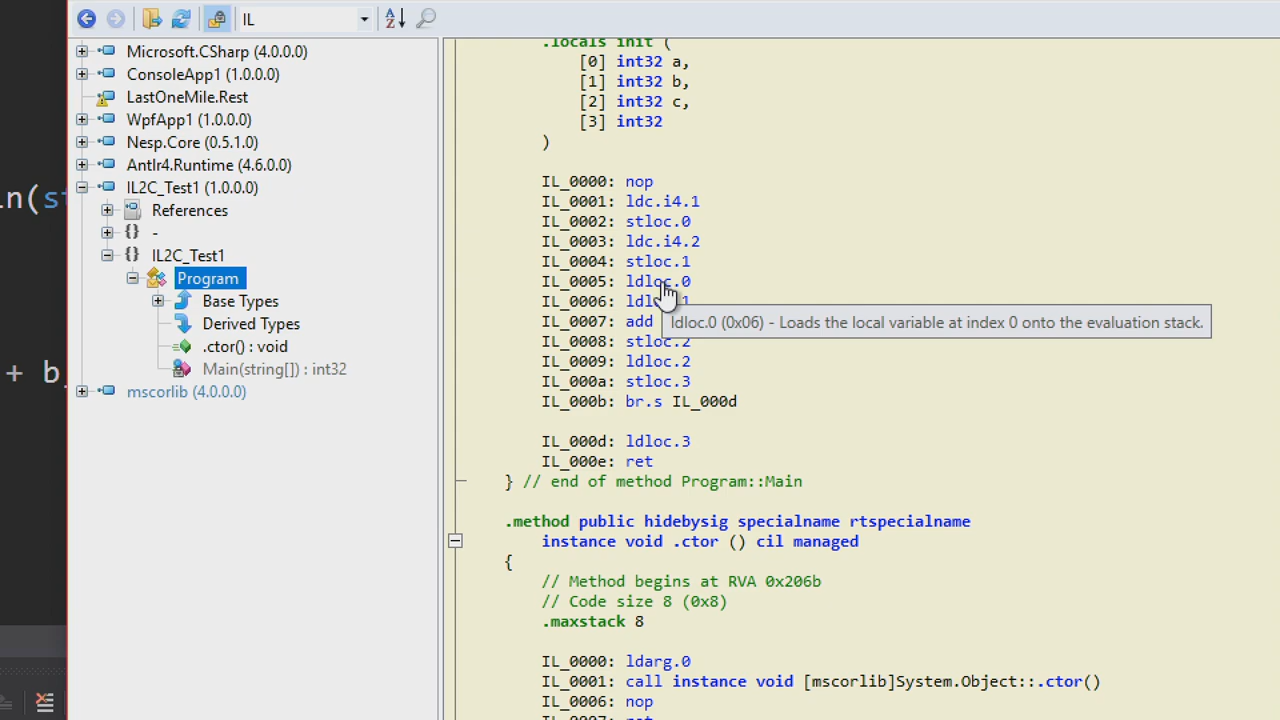 IL
Microsoft.CSharp (4.0.0.0)
ConsoleApp1 (1.0.0.0)
LastOneMile.Rest
WpfApp1 (1.0.0.0)
Nesp.Core (0.5.1.0)
Antlr4.Runtime (4.6.0.0)
IL2C_Test1 (1.0.0.0)
References
-
IL2C_Test1
Program
Base Types
Derived Types
.ctor() : void
Main(string[]) : int32
mscorlib (4.0.0.0)
in(st
+ b
.locals init (
[0] int32 a,
[1] int32 b,
[2] int32 c,
[3] int32
)
IL_0000: nop
IL_0001: ldc.i4.1
IL_0002: stloc.0
IL_0003: ldc.i4.2
IL_0004: stloc.1
IL_0005: ldloc.0
IL_0006: ldloc.1
ldloc.0 (0x06) - Loads the local variable at index 0 onto the evaluation stack.
IL_0007: add
IL_0008: stloc.2
IL_0009: ldloc.2
IL_000a: stloc.3
IL_000b: br.s IL_000d
IL_000d: ldloc.3
IL_000e: ret
} // end of method Program::Main
.method public hidebysig specialname rtspecialname
instance void .ctor () cil managed
{
// Method begins at RVA 0x206b
// Code size 8 (0x8)
.maxstack 8
IL_0000: ldarg.0
IL_0001: call instance void [mscorlib]System.Object::.ctor()
IL_0006: nop
IL_0007: ret